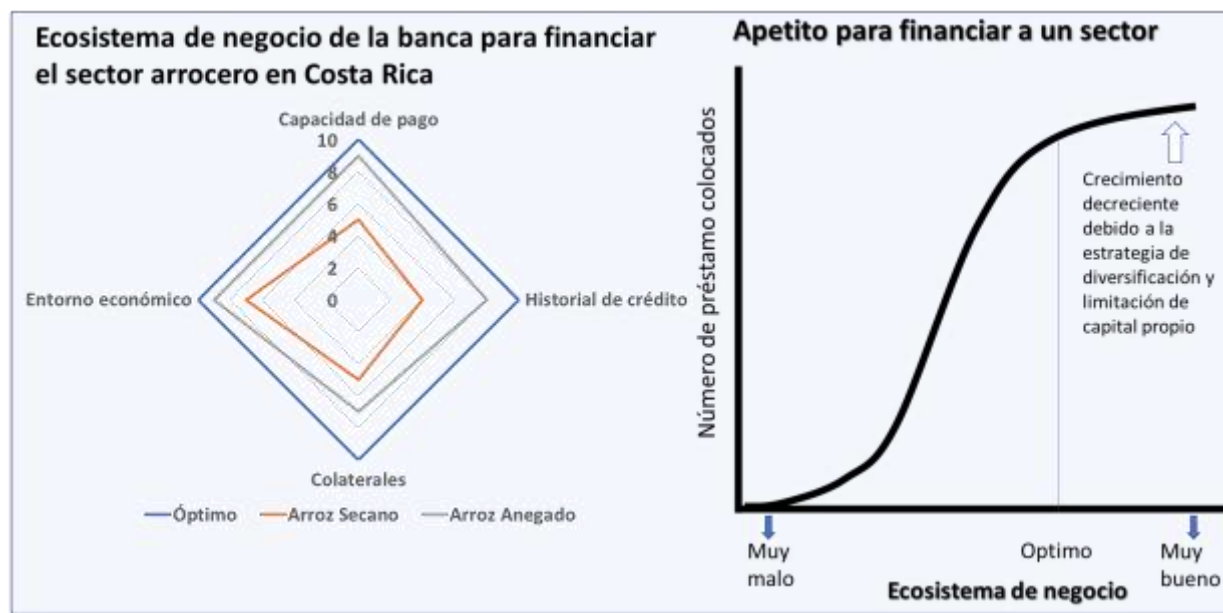 Ecosistema de negocio de la banca para financiar
el sector arrocero en Costa Rica
Capacidad de pago
10
8
6
4
2
0
Entorno económico
Historial de crédito
Colaterales
Óptimo
Arroz Secano
Arroz Anegado
Apetito para financiar a un sector
Número de préstamo colocados
Crecimiento
decreciente
debido a la
estrategia de
diversificación y
limitación de
capital propio
Muy
malo
Optimo
Muy
bueno
Ecosistema de negocio